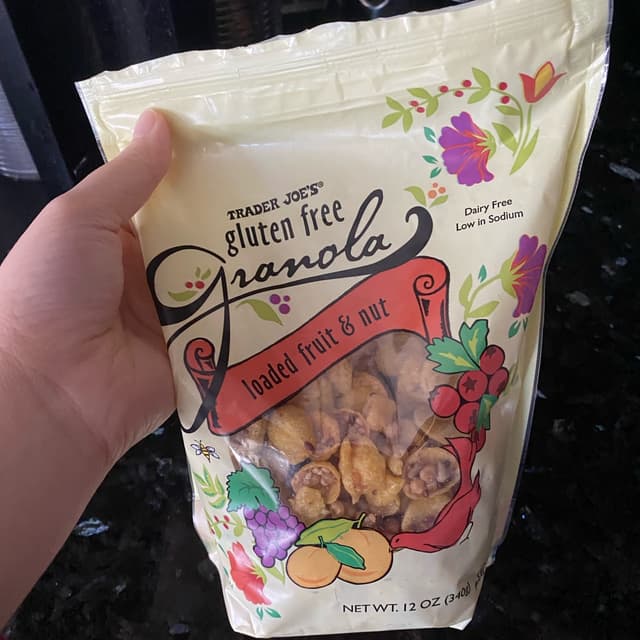 TRADER JOE'S®
gluten free
Granola
Dairy Free
Low in Sodium
loaded fruit & nut
NET WT. 12 OZ (340g)